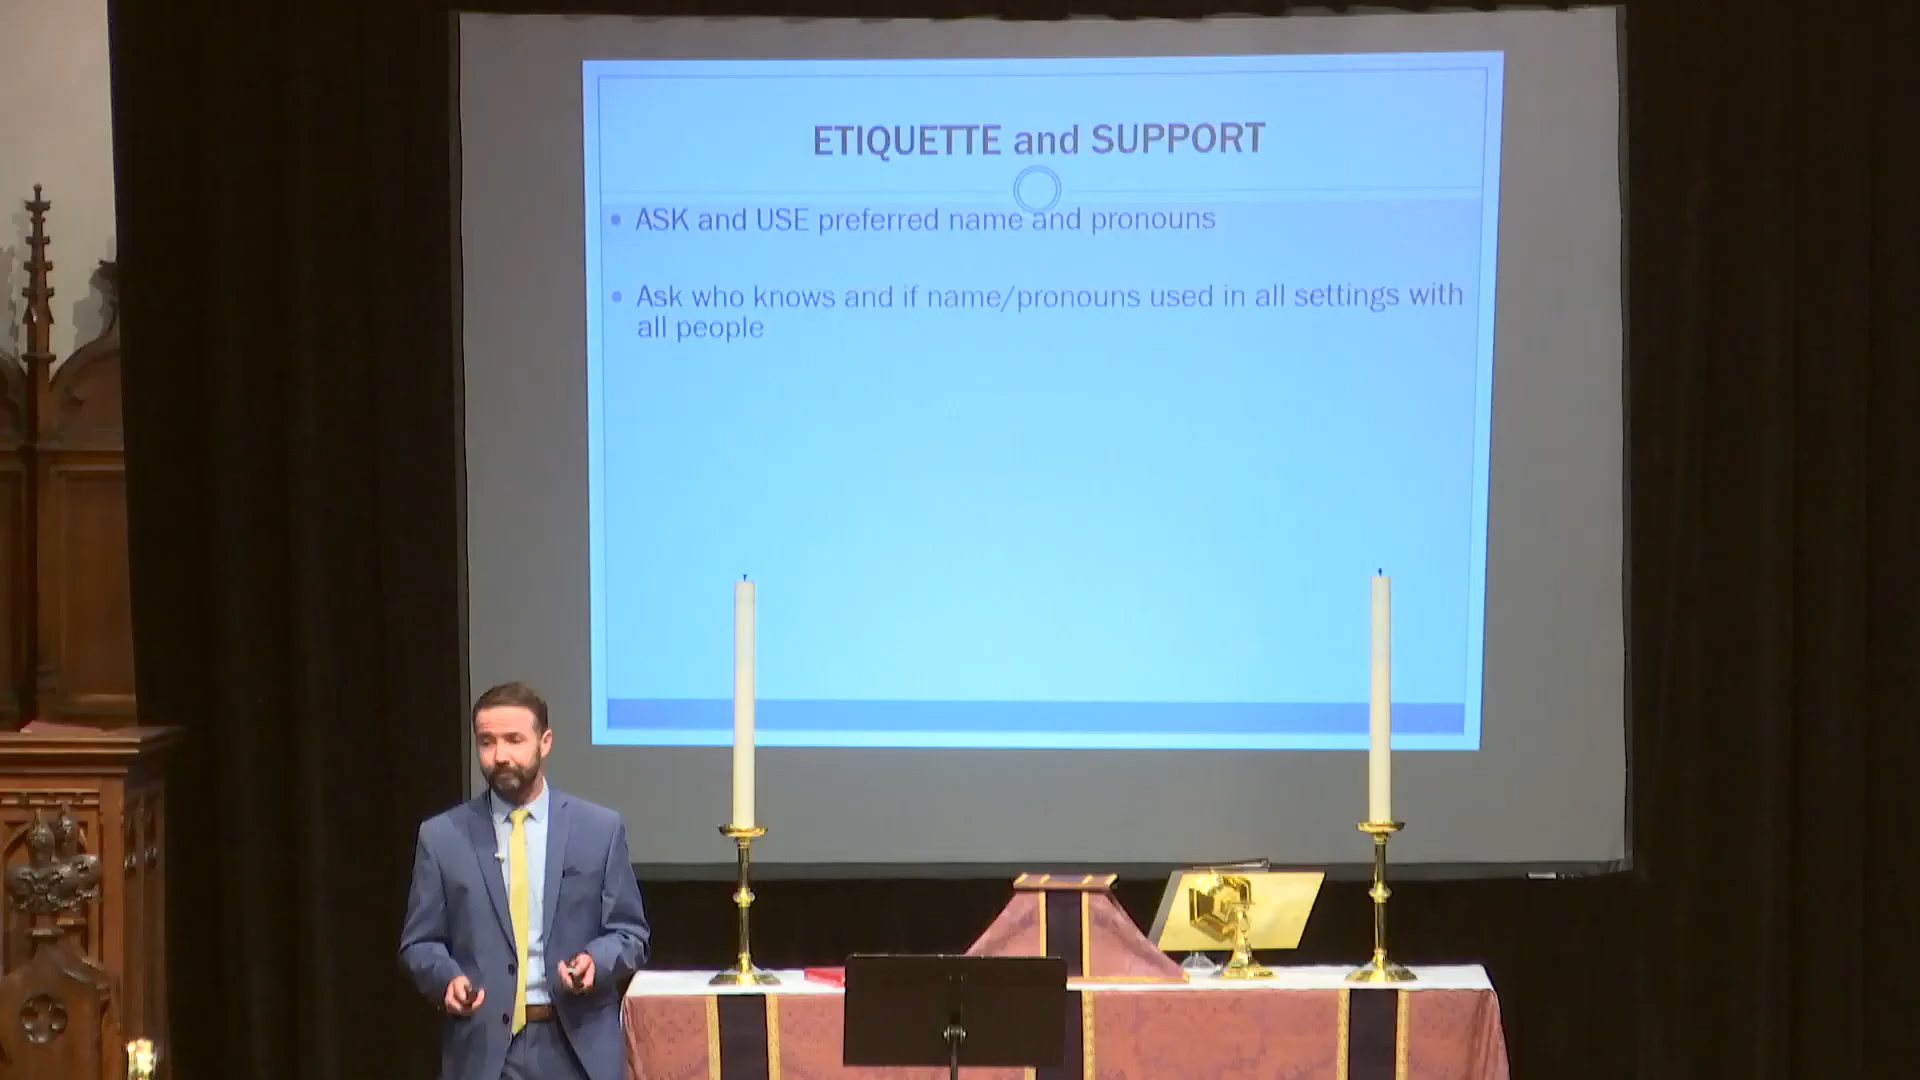 ETIQUETTE and SUPPORT
• ASK and USE preferred name and pronouns
• Ask who knows and if name/pronouns used in all settings with
all people